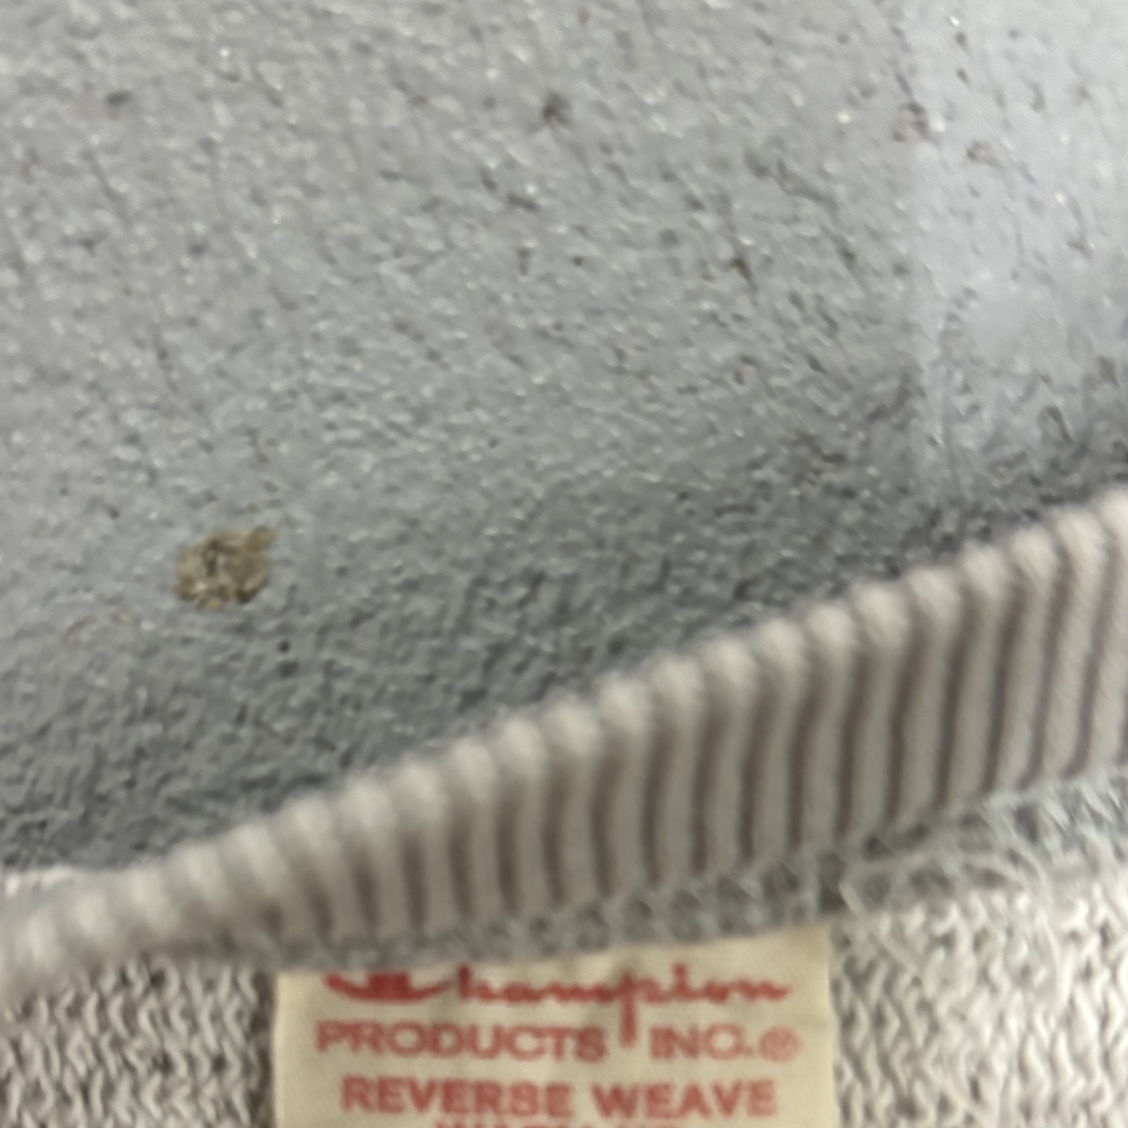 Champion
PRODUCTS INC.®
REVERSE WEAVE